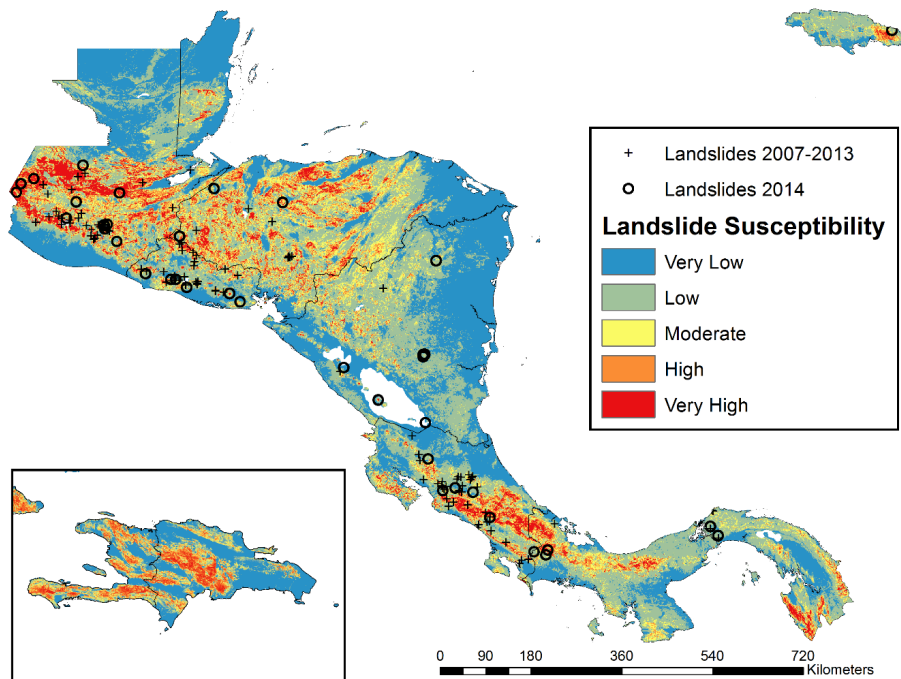 Landslides 2007-2013
Landslides 2014
Landslide Susceptibility
Very Low
Low
Moderate
High
Very High
0 90 180 360 540 720
Kilometers